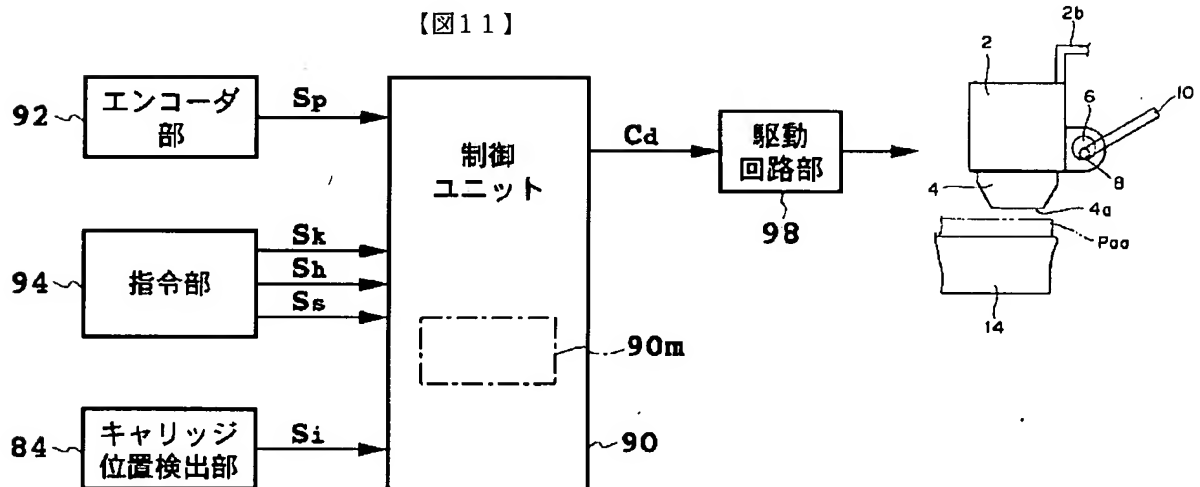 【図11】
2b
2
10
6
8
4
4a
Paa
14
92
エンコーダ
部
Sp
94
指令部
Sk
Sh
Ss
84
キャリッジ
位置検出部
Si
制御
ユニット
90m
90
Cd
駆動
回路部
98